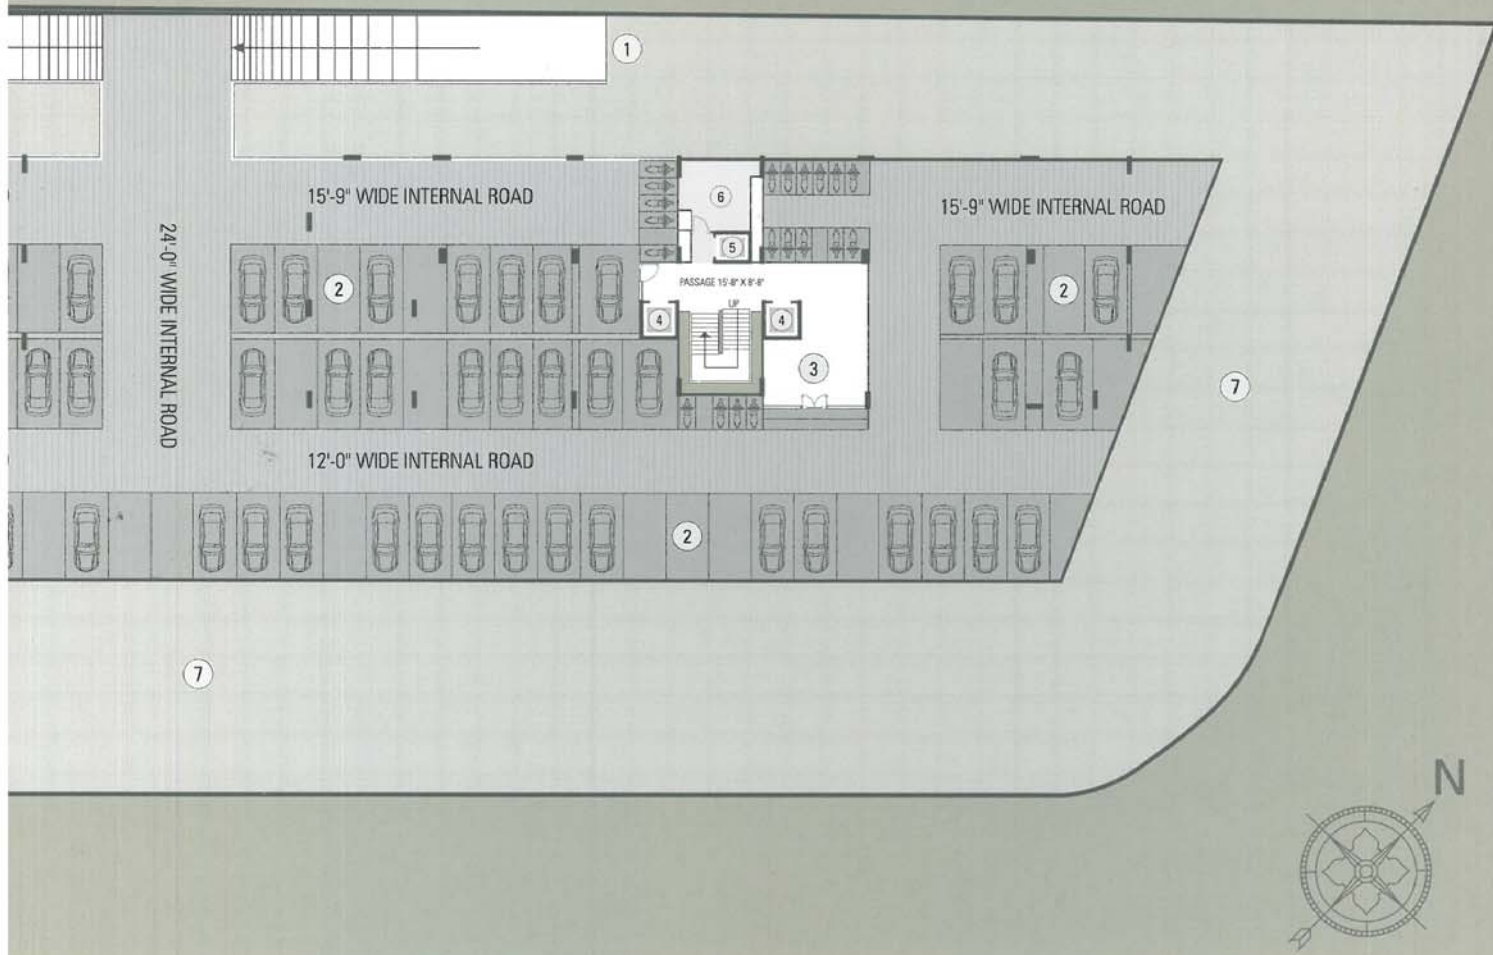 1
15'-9" WIDE INTERNAL ROAD
6
15'-9" WIDE INTERNAL ROAD
24'-0" WIDE INTERNAL ROAD
5
PASSAGE 15'-8" X 8'-8"
2
2
UP
4
4
3
7
12'-0" WIDE INTERNAL ROAD
2
7
N